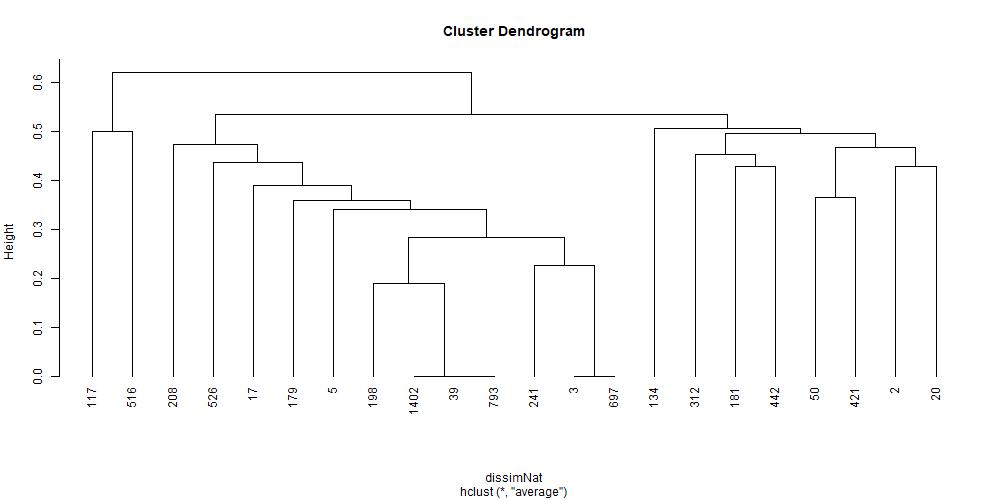 Cluster Dendrogram
Height
0.6
0.5
0.4
0.3
0.2
0.1
0.0
117 516 208 526 17 179 5 198 1402 39 793 241 3 697 134 312 181 442 50 421 2 20
dissimNat
hclust (*, "average")